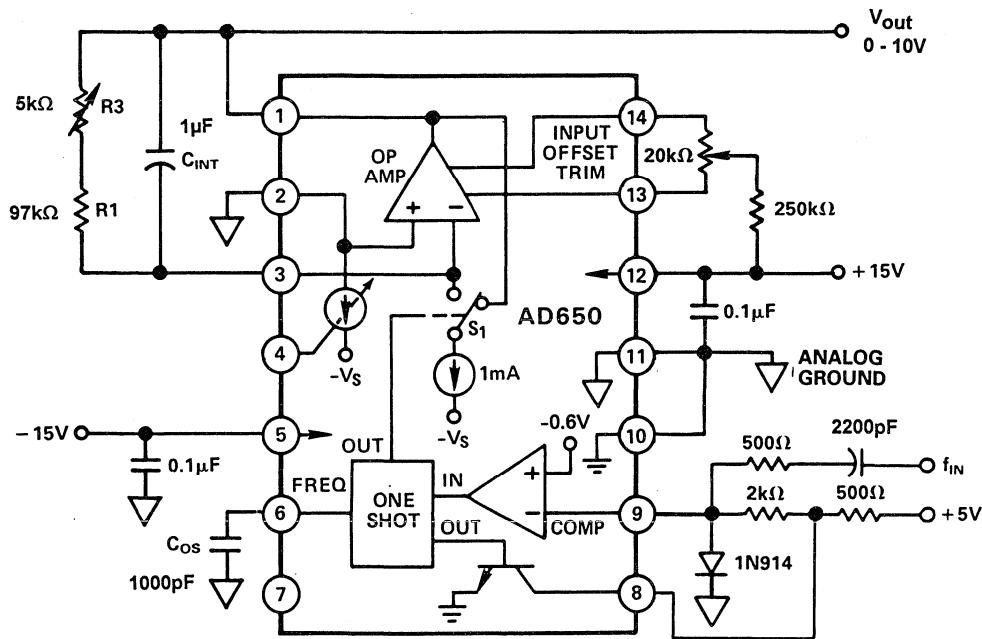 Vout
0 - 10V
5kΩ
R3
1µF
CINT
97kΩ
R1
1
2
3
4
5
6
7
14
13
12
11
10
9
8
OP
AMP
+
−
INPUT
OFFSET
TRIM
20kΩ
250kΩ
+15V
0.1µF
S1
AD650
1mA
-VS
-VS
ANALOG
GROUND
−15V
0.1µF
OUT
FREQ
ONE
SHOT
IN
OUT
-0.6V
+
−
COMP
COS
1000pF
500Ω
2200pF
fIN
2kΩ
500Ω
+5V
1N914